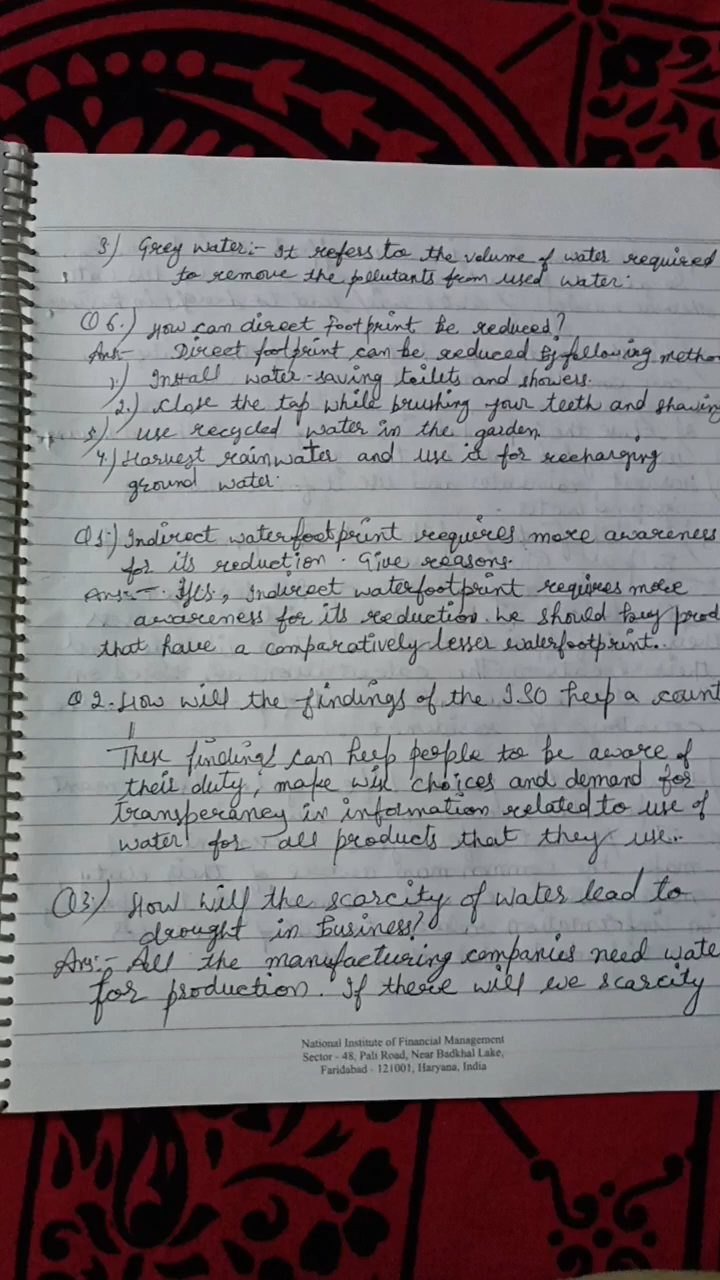 3.) Grey water:- It refers to the volume of water required
to remove the pollutants from used water.
Q 6.) How can direct footprint be reduced?
Ans:- Direct footprint can be reduced by following metho
1.) Install water-saving toilets and showers.
2.) Close the tap while brushing your teeth and shaving
3.) use recycled water in the garden
4.) Harvest rainwater and use it for recharging
ground water.
Q1.) Indirect waterfootprint requires more awareness
for its reduction. Give reasons.
Ans:- Yes, Indirect waterfootprint requires more
awareness for its reduction. We should buy prod
that have a comparatively lesser waterfootprint.
Q 2. How will the findings of the ISO help a count
These findings can help people to be aware of
their duty, make wise choices and demand for
transperancy in information related to use of
water for all products that they use.
Q3.) How will the scarcity of water lead to
drought in business?
Ans:- All the manufacturing companies need wate
for production. If there will we scarcity
National Institute of Financial Management
Sector - 48, Pali Road, Near Badkhal Lake,
Faridabad - 121001, Haryana, India